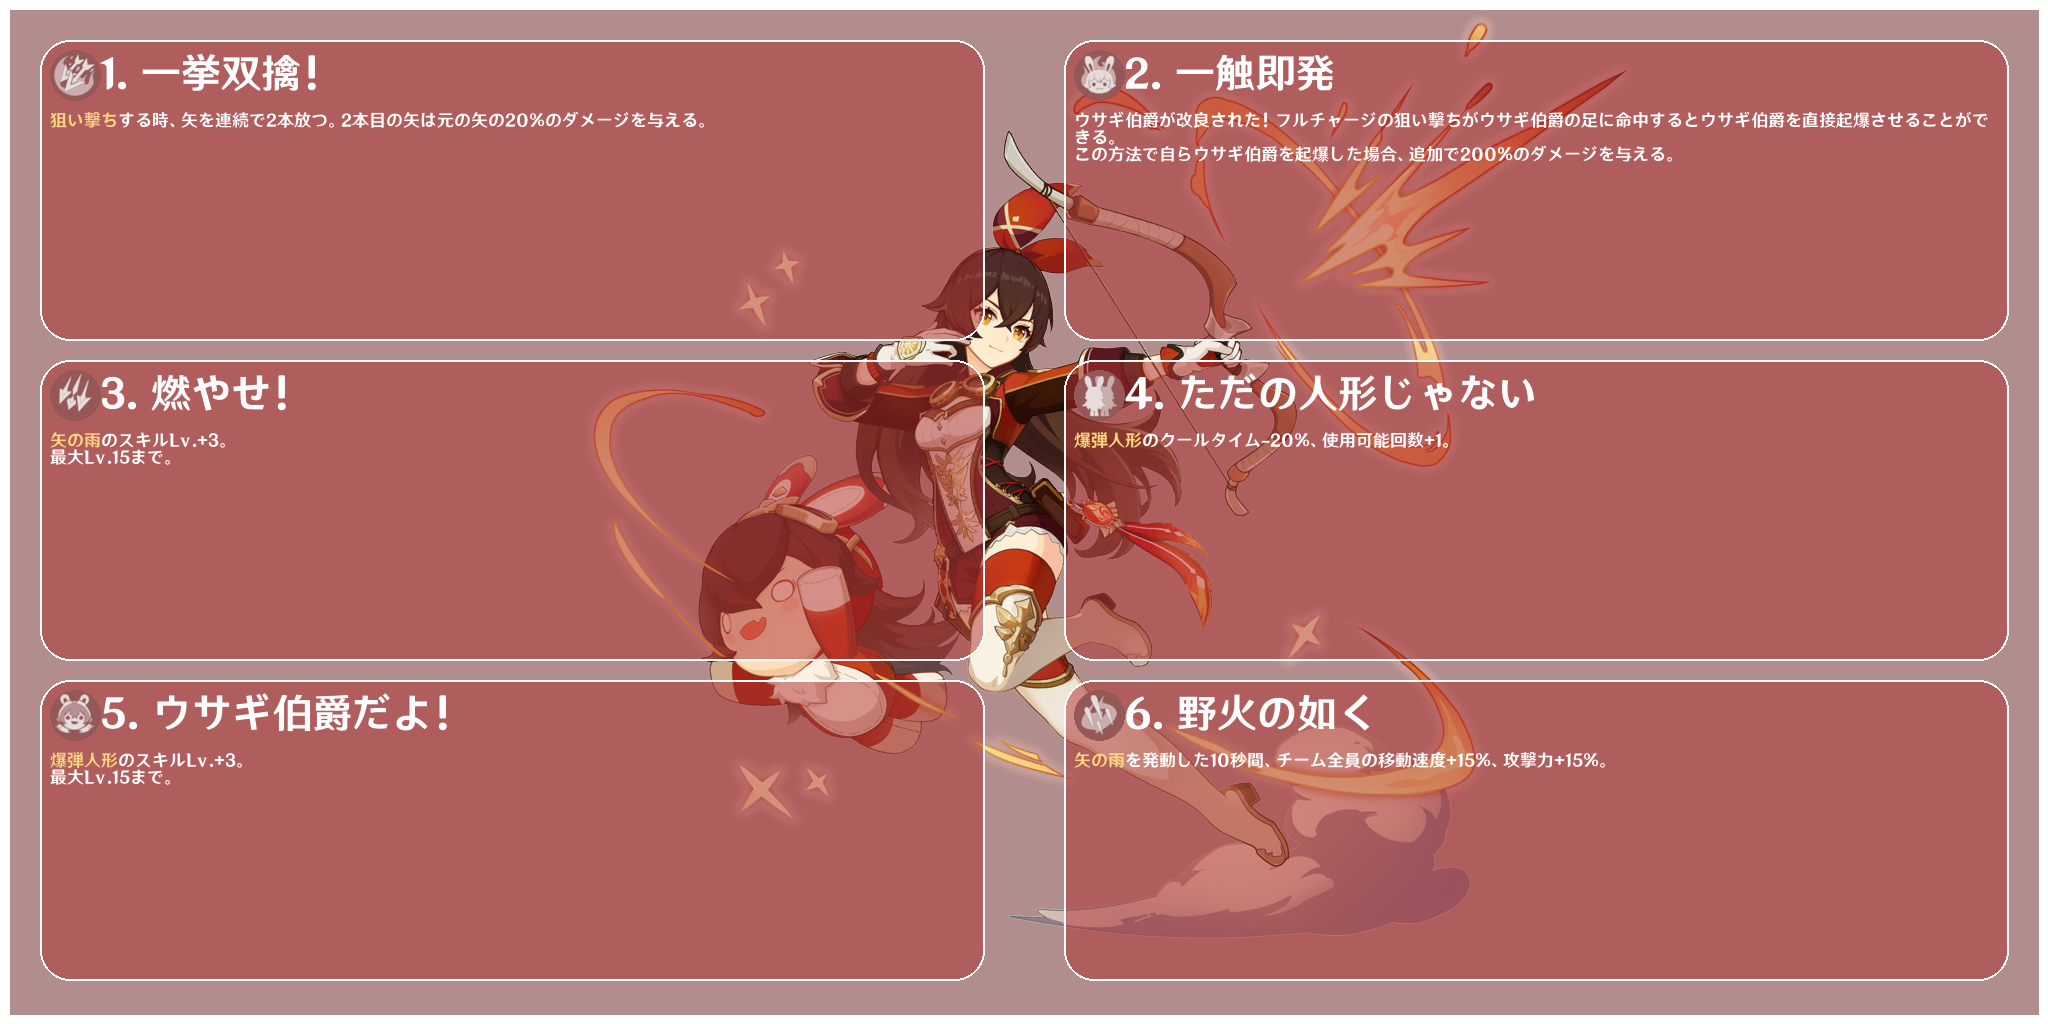 1. 一挙双擒!
狙い撃ちする時、矢を連続で2本放つ。2本目の矢は元の矢の20%のダメージを与える。
2. 一触即発
ウサギ伯爵が改良された! フルチャージの狙い撃ちがウサギ伯爵の足に命中するとウサギ伯爵を直接起爆させることがで
きる。
この方法で自らウサギ伯爵を起爆した場合、追加で200%のダメージを与える。
3. 燃やせ!
矢の雨のスキルLv.+3。
最大Lv.15まで。
4. ただの人形じゃない
爆弾人形のクールタイム-20%、使用可能回数+1。
5. ウサギ伯爵だよ!
爆弾人形のスキルLv.+3。
最大Lv.15まで。
6. 野火の如く
矢の雨を発動した10秒間、チーム全員の移動速度+15%、攻撃力+15%。